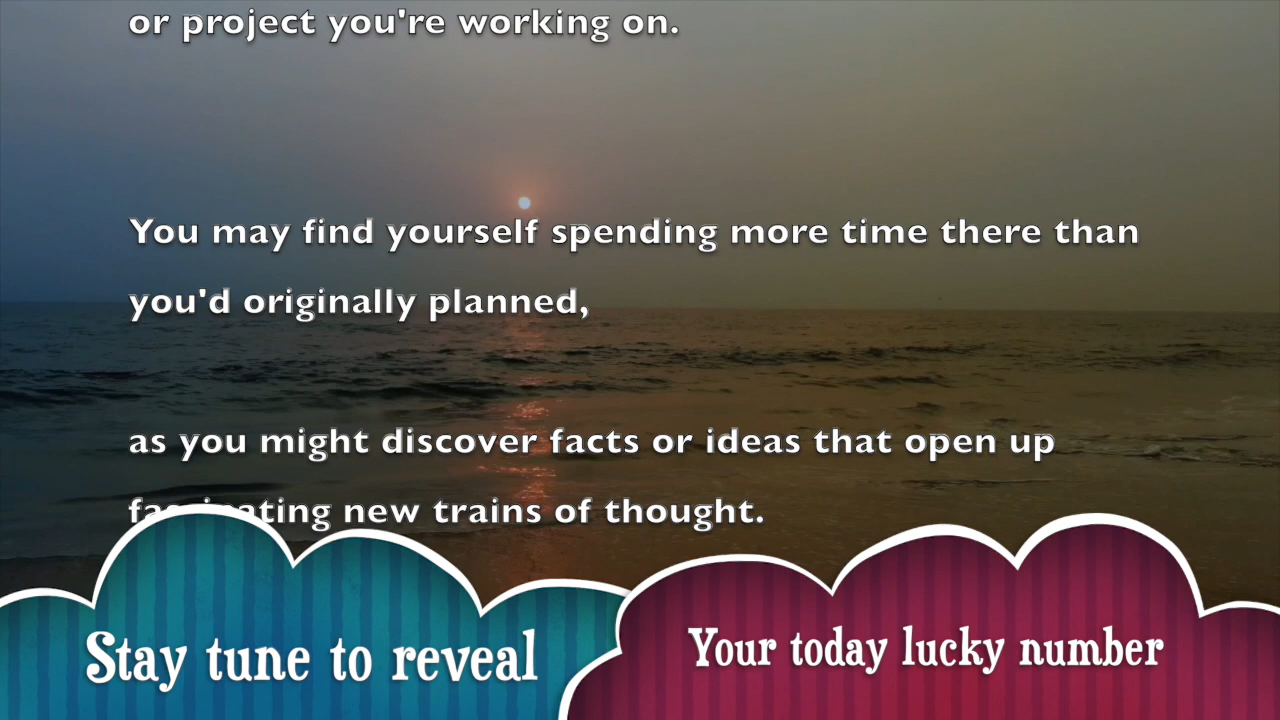 or project you're working on.
You may find yourself spending more time there than
you'd originally planned,
as you might discover facts or ideas that open up
fascinating new trains of thought.
Stay tune to reveal
Your today lucky number